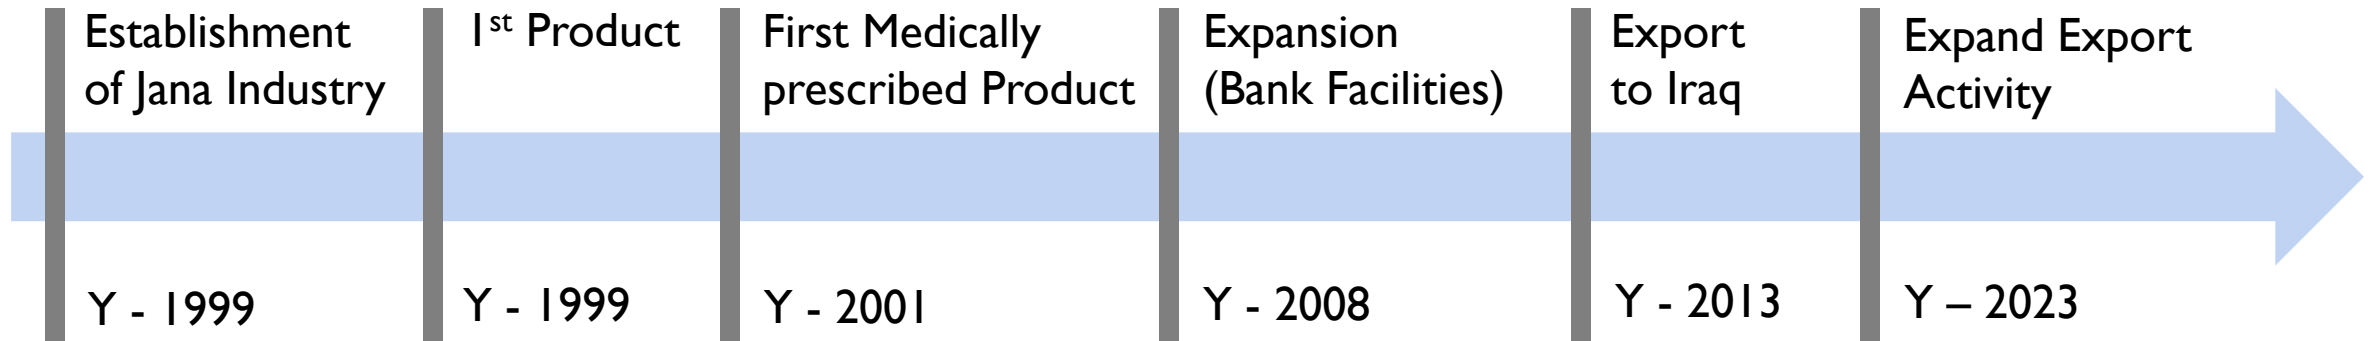 Establishment
of Jana Industry
Y - 1999
1st Product
Y - 1999
First Medically
prescribed Product
Y - 2001
Expansion
(Bank Facilities)
Y - 2008
Export
to Iraq
Y - 2013
Expand Export
Activity
Y – 2023